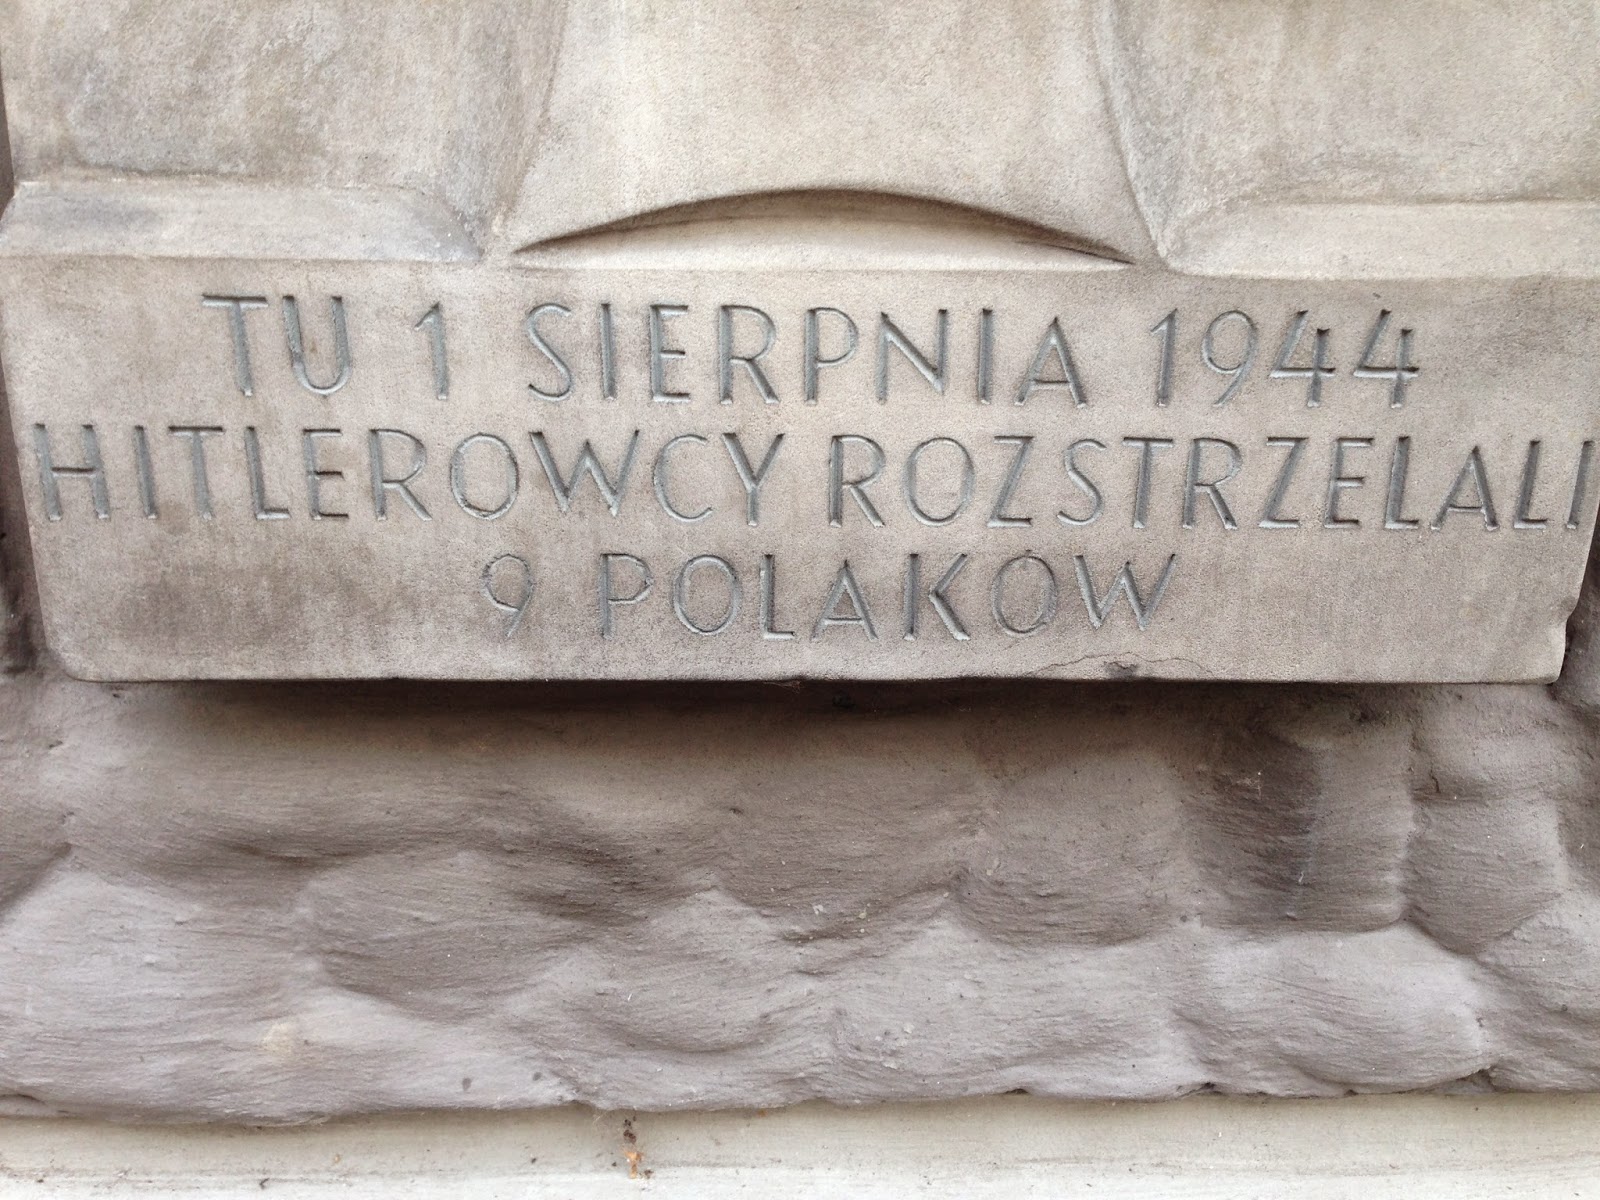 TU 1 SIERPNIA 1944
HITLEROWCY ROZSTRZELALI
9 POLAKOW